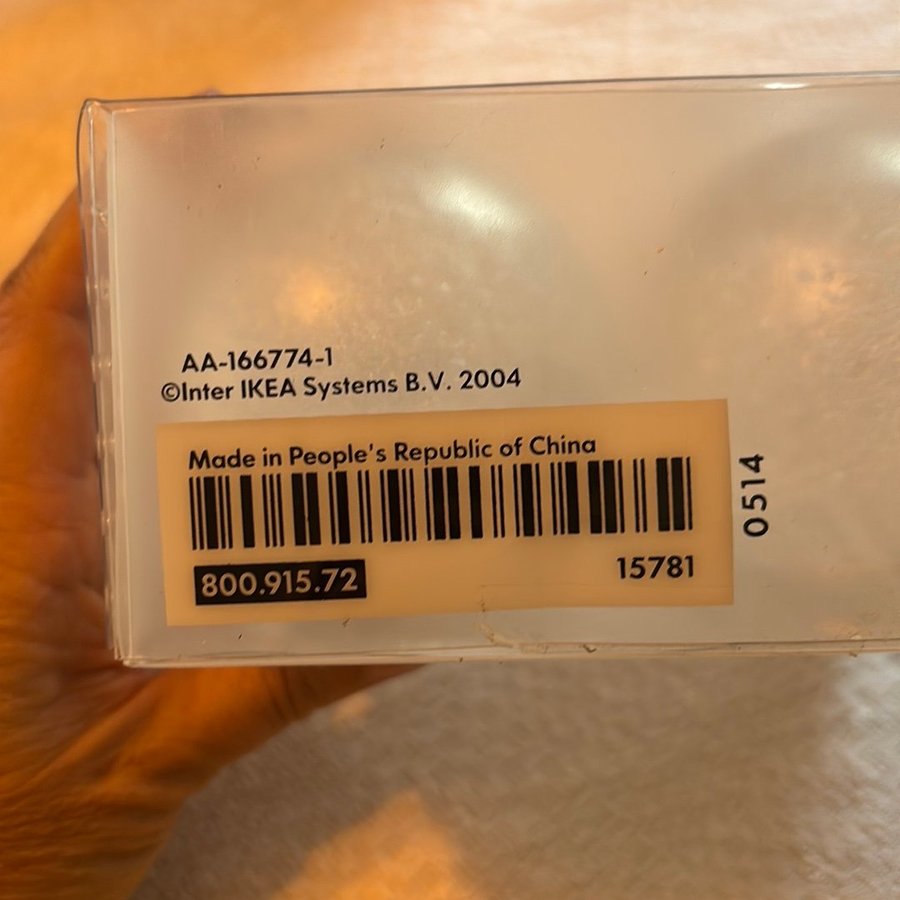 AA-166774-1
©Inter IKEA Systems B.V. 2004
Made in People's Republic of China
800.915.72
15781
0514